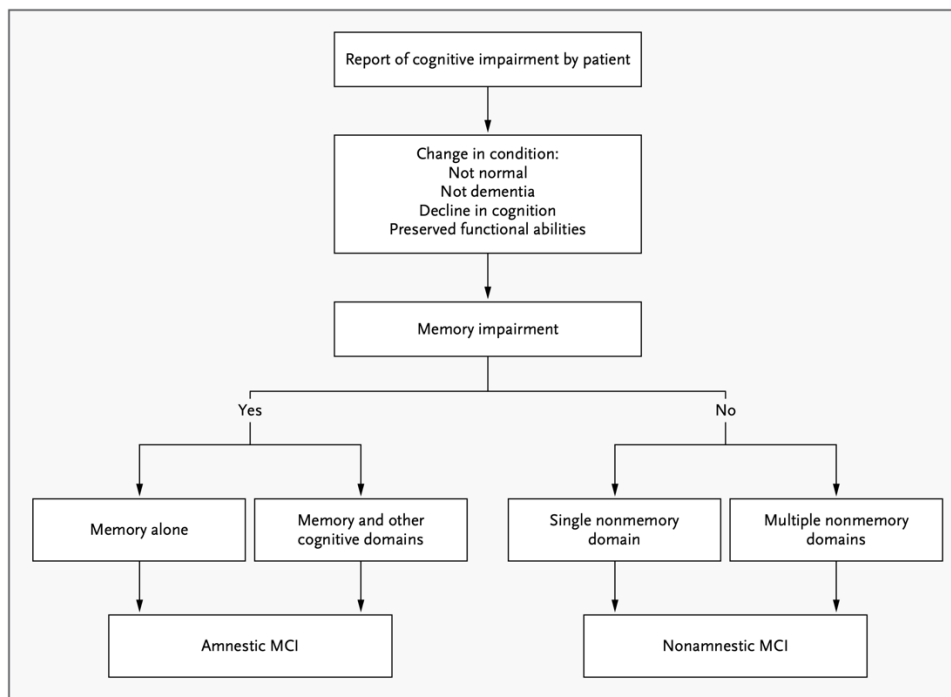 Report of cognitive impairment by patient
Change in condition:
Not normal
Not dementia
Decline in cognition
Preserved functional abilities
Memory impairment
Yes
No
Memory alone
Memory and other
cognitive domains
Single nonmemory
domain
Multiple nonmemory
domains
Amnestic MCI
Nonamnestic MCI